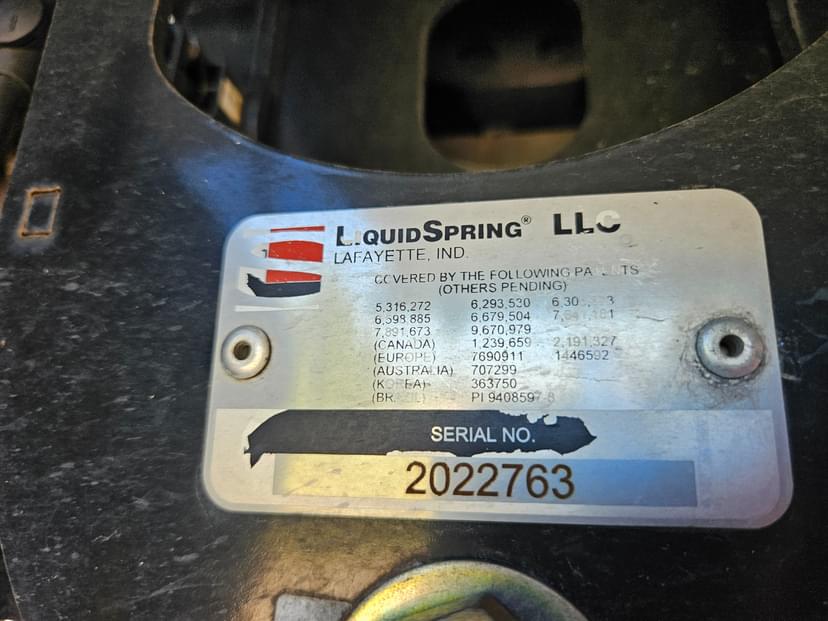 LIQUIDSPRING® LLC
LAFAYETTE, IND.
COVERED BY THE FOLLOWING PATENTS
(OTHERS PENDING)
5,316,272 6,293,530
6,598,885 6,679,504
7,891,673 9,670,979
(CANADA) 1,239,659 2,191,327
(EUROPE) 7690911 1446592
(AUSTRALIA) 707299
(KOREA) 363750
(BRAZIL) PI 9408597-8
SERIAL NO.
2022763